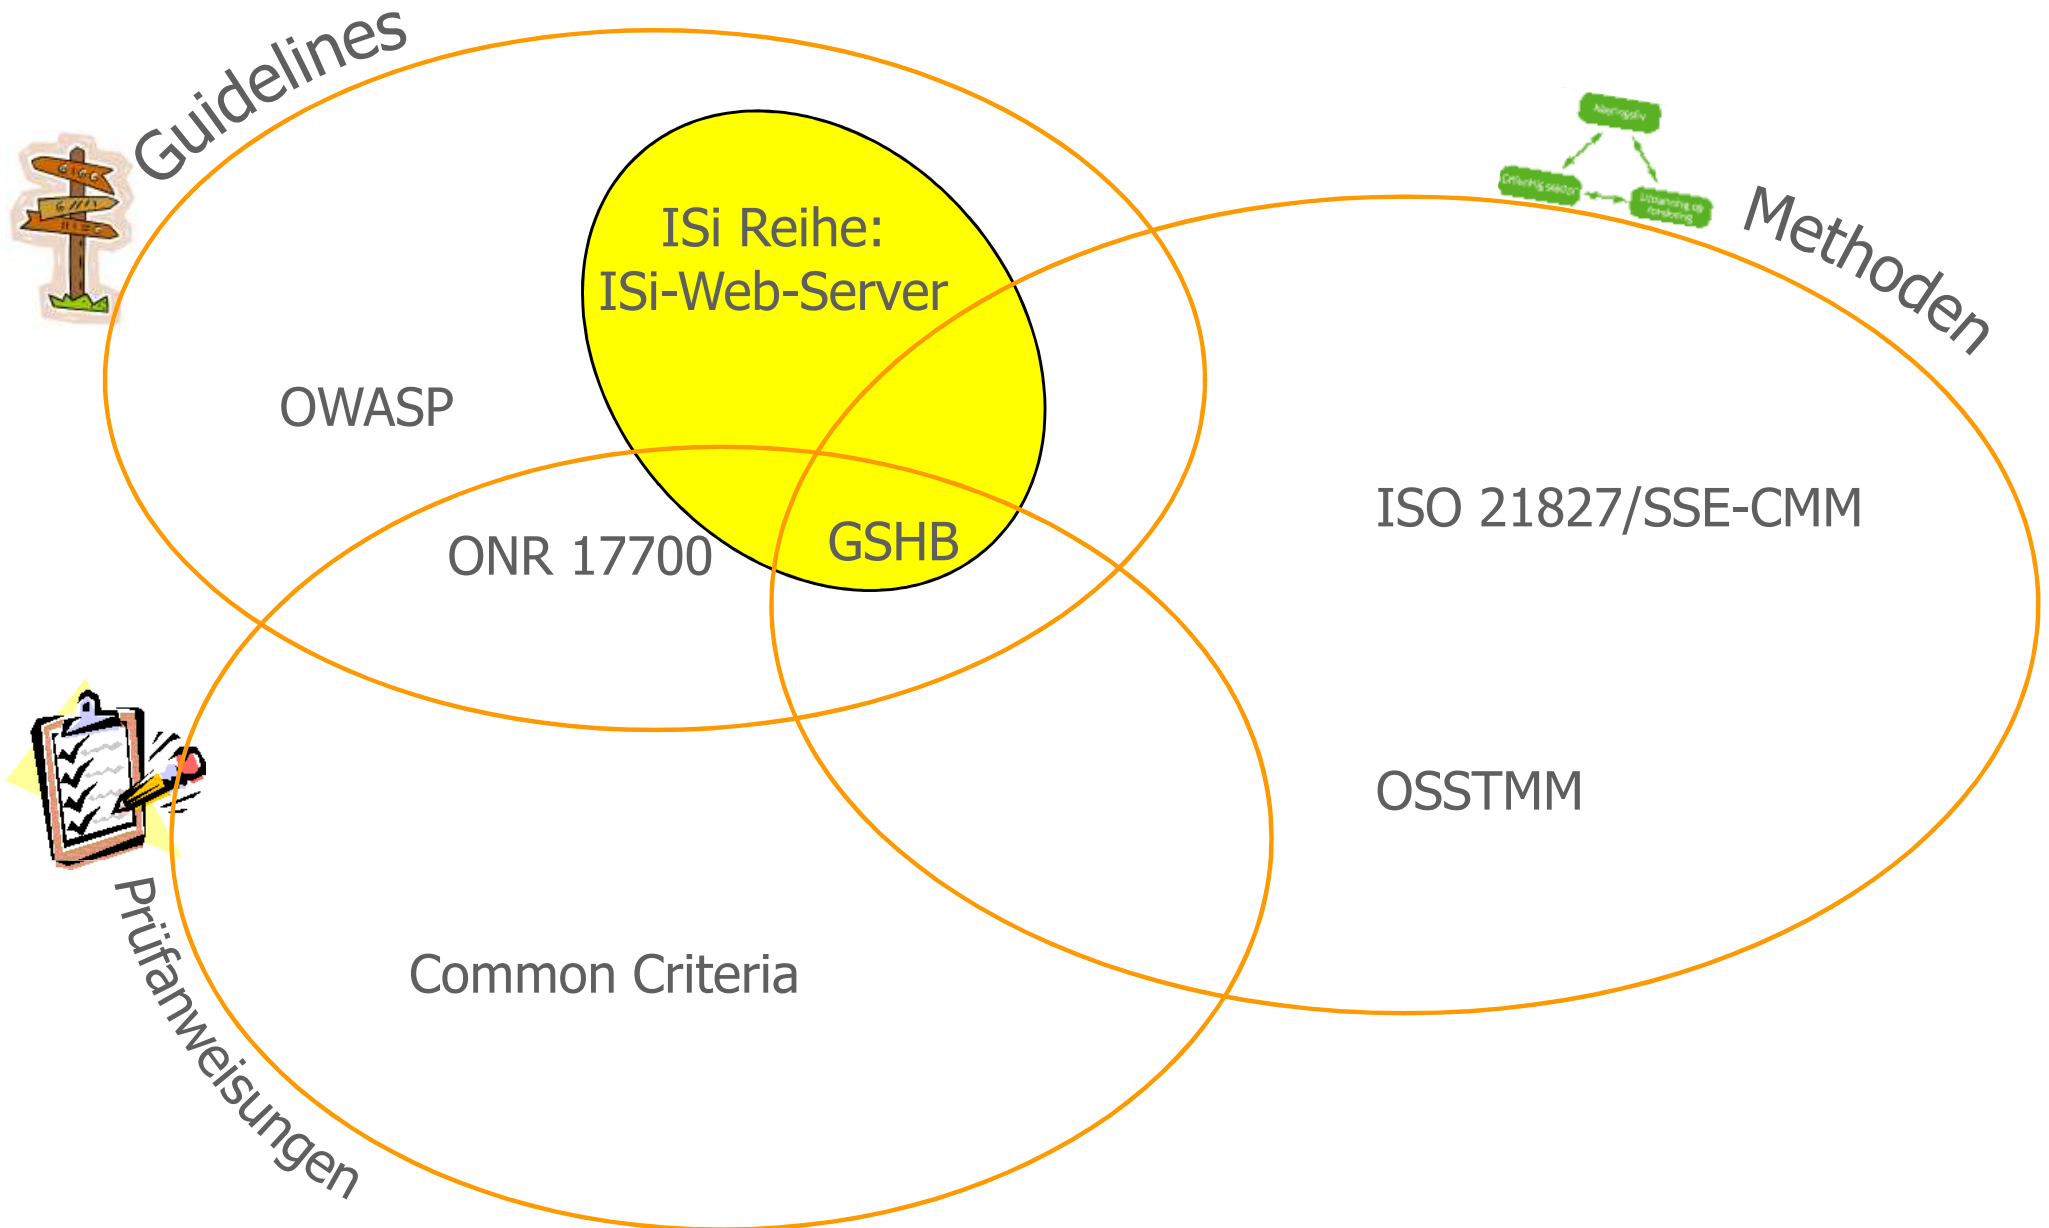 Guidelines
Methoden
ISi Reihe:
ISi-Web-Server
OWASP
ISO 21827/SSE-CMM
ONR 17700
GSHB
OSSTMM
Common Criteria
Prüfanweisungen